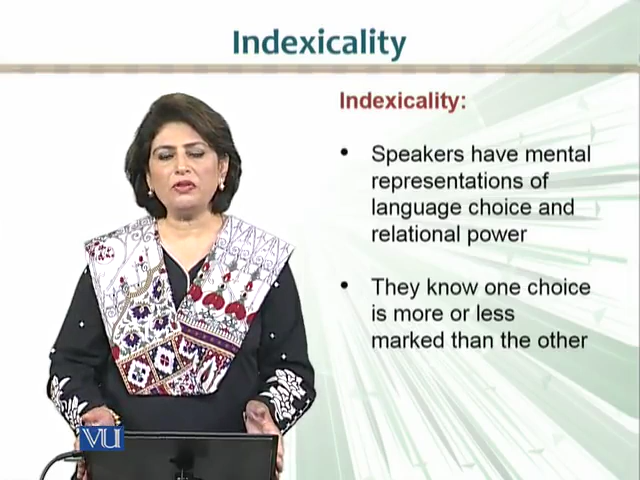 Indexicality
Indexicality:
• Speakers have mental
representations of
language choice and
relational power
• They know one choice
is more or less
marked than the other
VU